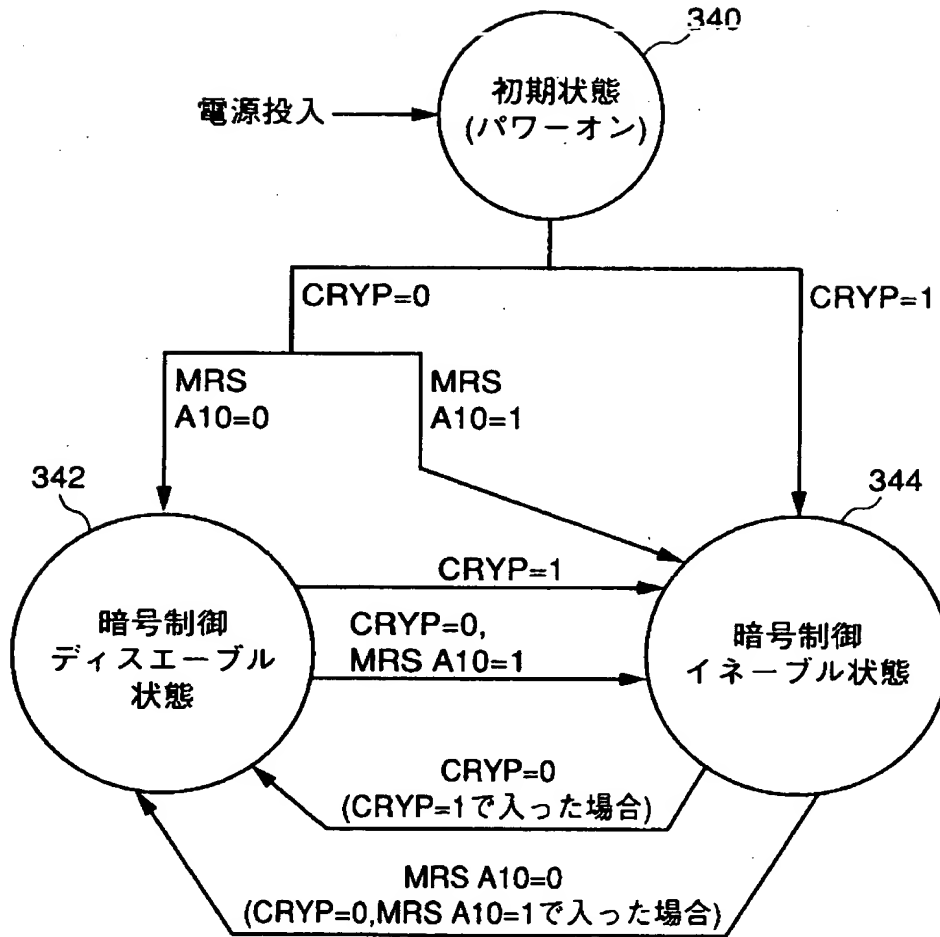 340
初期状態
(パワーオン)
電源投入
CRYP=0
CRYP=1
MRS
A10=0
MRS
A10=1
342
344
CRYP=1
暗号制御
ディスエーブル
状態
CRYP=0,
MRS A10=1
暗号制御
イネーブル状態
CRYP=0
(CRYP=1で入った場合)
MRS A10=0
(CRYP=0,MRS A10=1で入った場合)